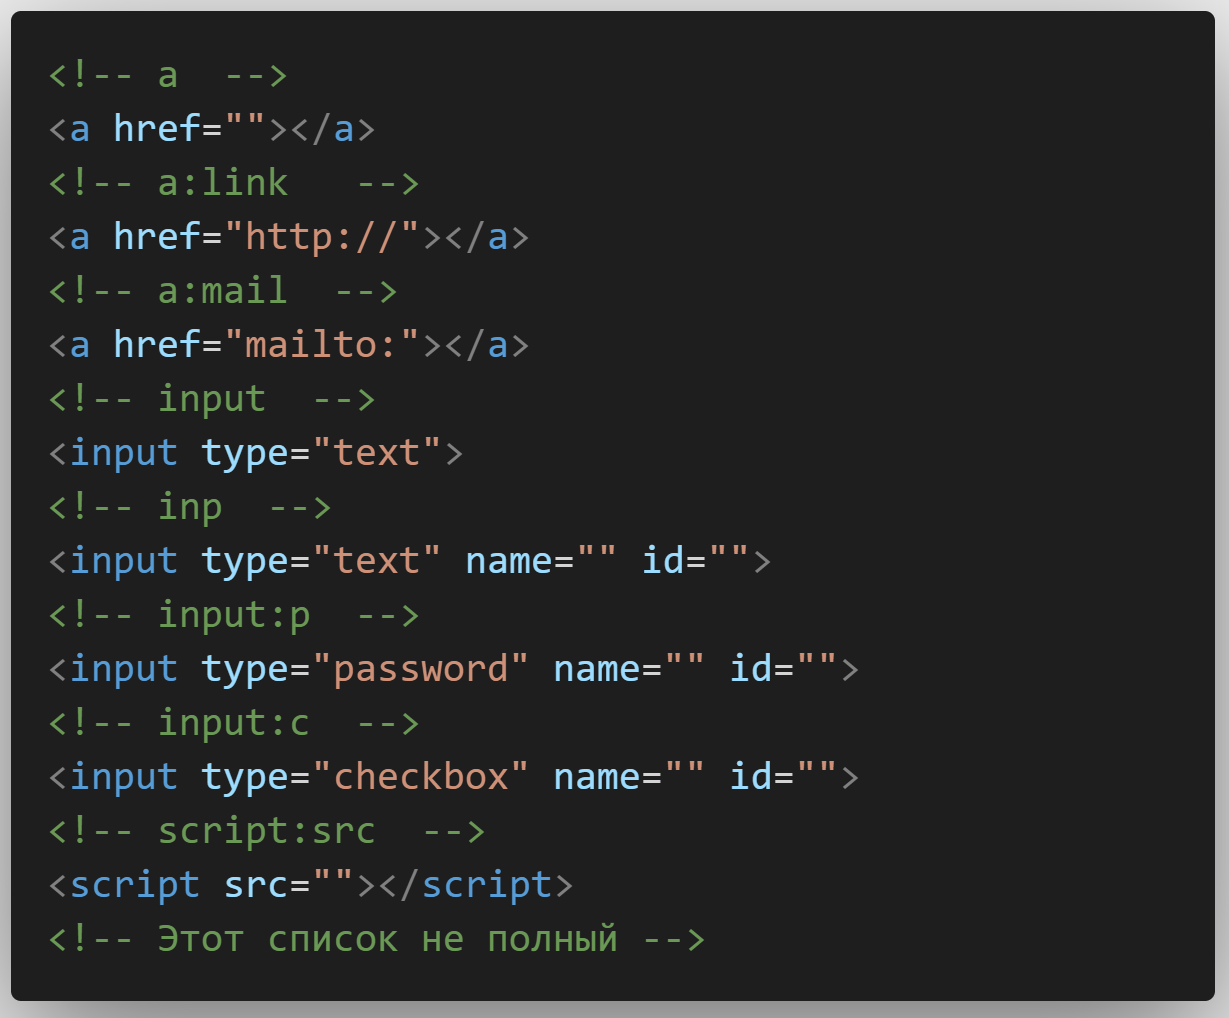 <!-- a  -->
<a href=""></a>
<!-- a:link   -->
<a href="http://"></a>
<!-- a:mail  -->
<a href="mailto:"></a>
<!-- input  -->
<input type="text">
<!-- inp  -->
<input type="text" name="" id="">
<!-- input:p  -->
<input type="password" name="" id="">
<!-- input:c  -->
<input type="checkbox" name="" id="">
<!-- script:src  -->
<script src=""></script>
<!-- Этот список не полный -->